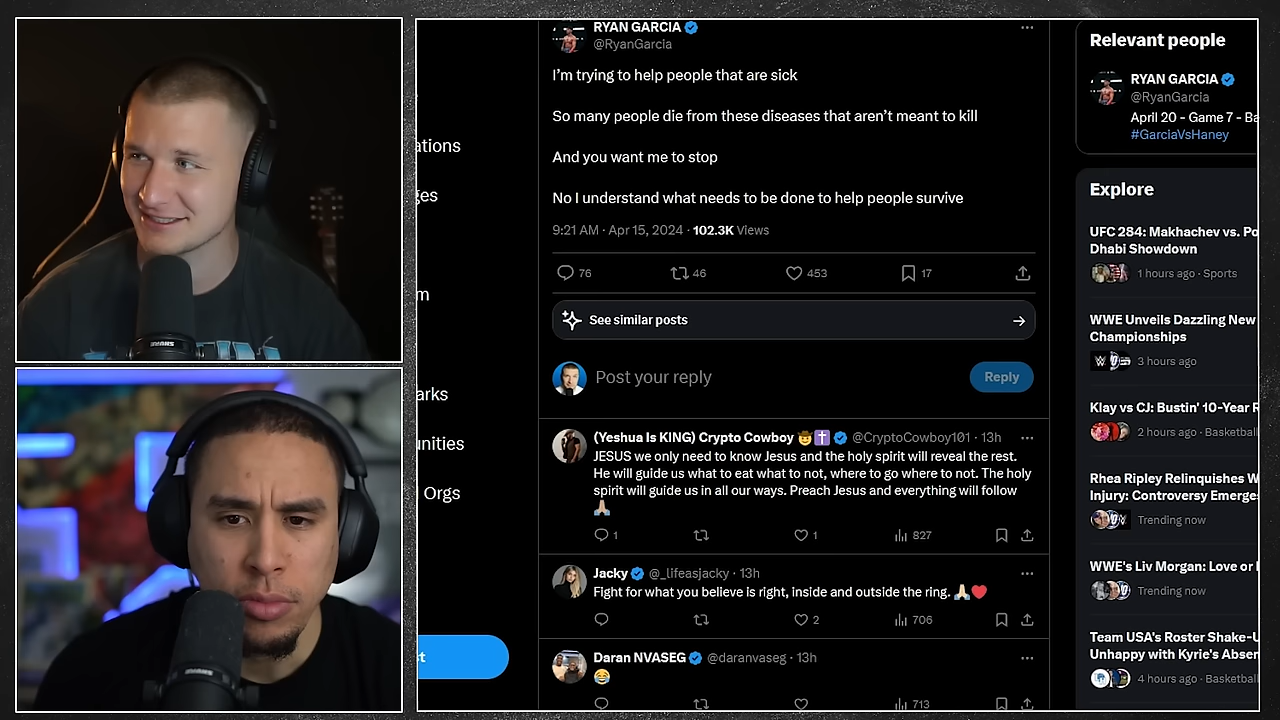 RYAN GARCIA
@RyanGarcia
I'm trying to help people that are sick
So many people die from these diseases that aren't meant to kill
And you want me to stop
No I understand what needs to be done to help people survive
9:21 AM · Apr 15, 2024 · 102.3K Views
76 46 453 17
See similar posts
Post your reply
Reply
(Yeshua Is KING) Crypto Cowboy 🤠✝️ @CryptoCowboy101 · 13h
JESUS we only need to know Jesus and the holy spirit will reveal the rest.
He will guide us what to eat what to not, where to go where to not. The holy
spirit will guide us in all our ways. Preach Jesus and everything will follow
🙏🏼
1 1 827
Jacky @_lifeasjacky · 13h
Fight for what you believe is right, inside and outside the ring. 🙏🏼❤️
2 706
Daran NVASEG @daranvaseg · 13h
😂
713
ations
ges
m
arks
unities
Orgs
t
Relevant people
RYAN GARCIA
@RyanGarcia
April 20 - Game 7 - Ba
#GarciaVsHaney
Explore
UFC 284: Makhachev vs. Po
Dhabi Showdown
1 hours ago · Sports
WWE Unveils Dazzling New
Championships
3 hours ago
Klay vs CJ: Bustin' 10-Year R
2 hours ago · Basketball
Rhea Ripley Relinquishes W
Injury: Controversy Emerge
Trending now
WWE's Liv Morgan: Love or
Trending now
Team USA's Roster Shake-U
Unhappy with Kyrie's Absen
4 hours ago · Basketball